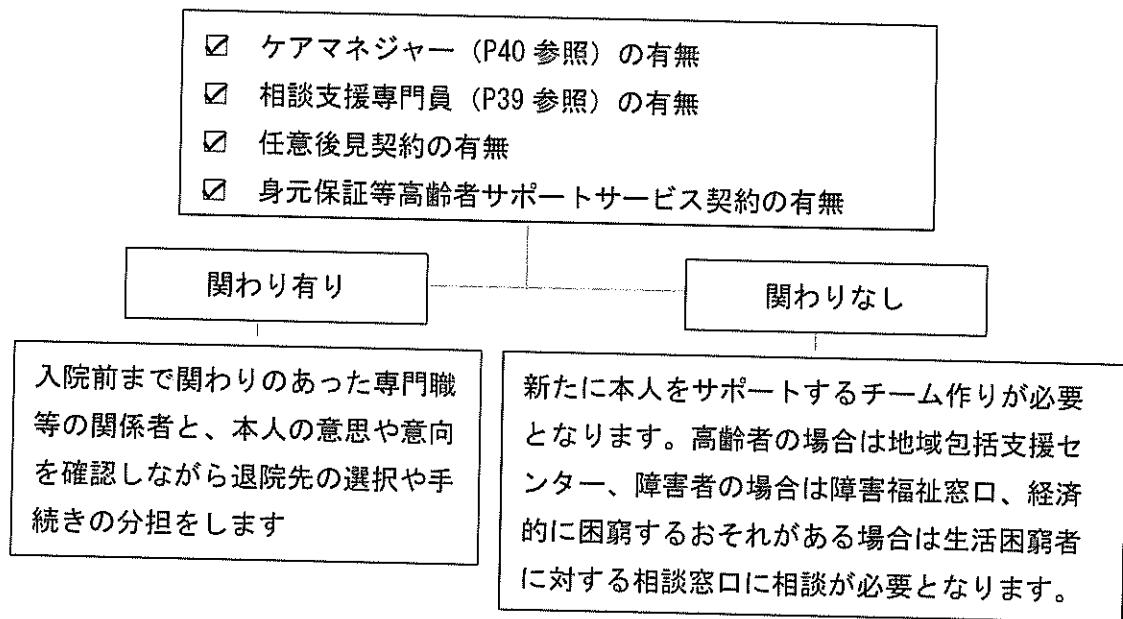 ☑ ケアマネジャー（P40 参照）の有無
☑ 相談支援専門員（P39 参照）の有無
☑ 任意後見契約の有無
☑ 身元保証等高齢者サポートサービス契約の有無
関わり有り
関わりなし
入院前まで関わりのあった専門職
等の関係者と、本人の意思や意向
を確認しながら退院先の選択や手
続きの分担をします
新たに本人をサポートするチーム作りが必要
となります。高齢者の場合は地域包括支援セ
ンター、障害者の場合は障害福祉窓口、経済
的に困窮するおそれがある場合は生活困窮者
に対する相談窓口に相談が必要となります。